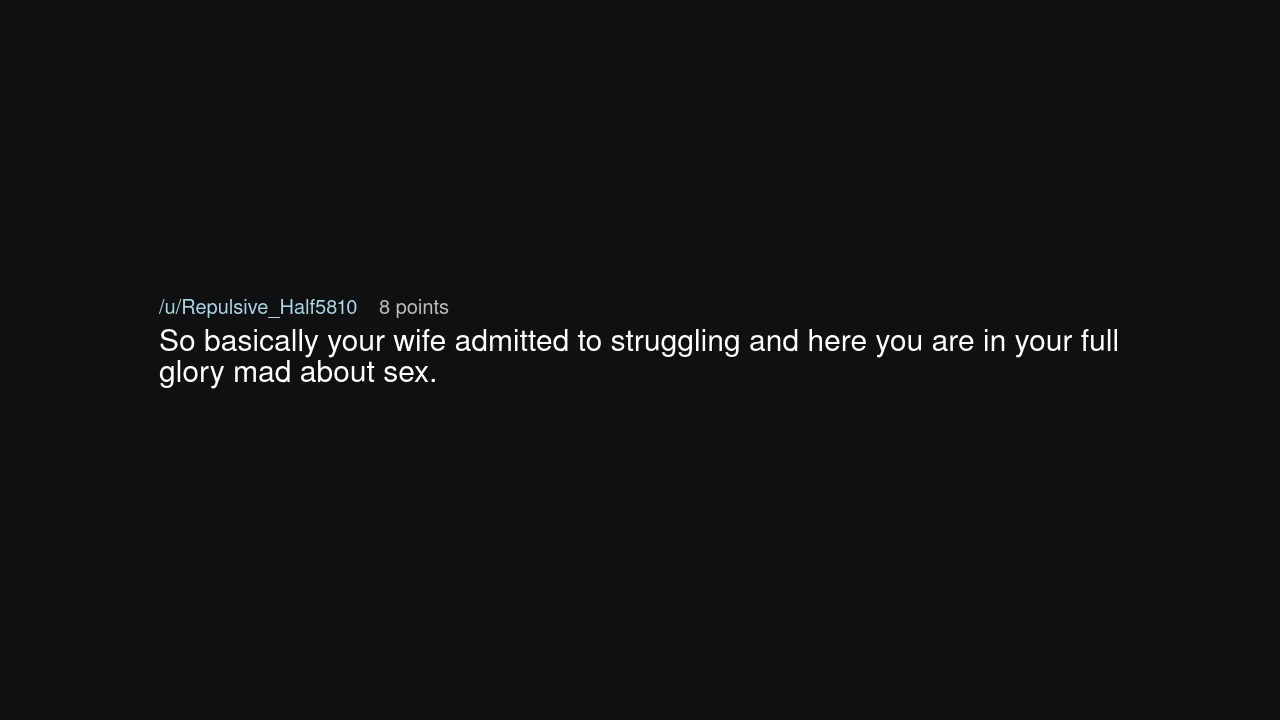 /u/Repulsive_Half5810 8 points
So basically your wife admitted to struggling and here you are in your full
glory mad about sex.